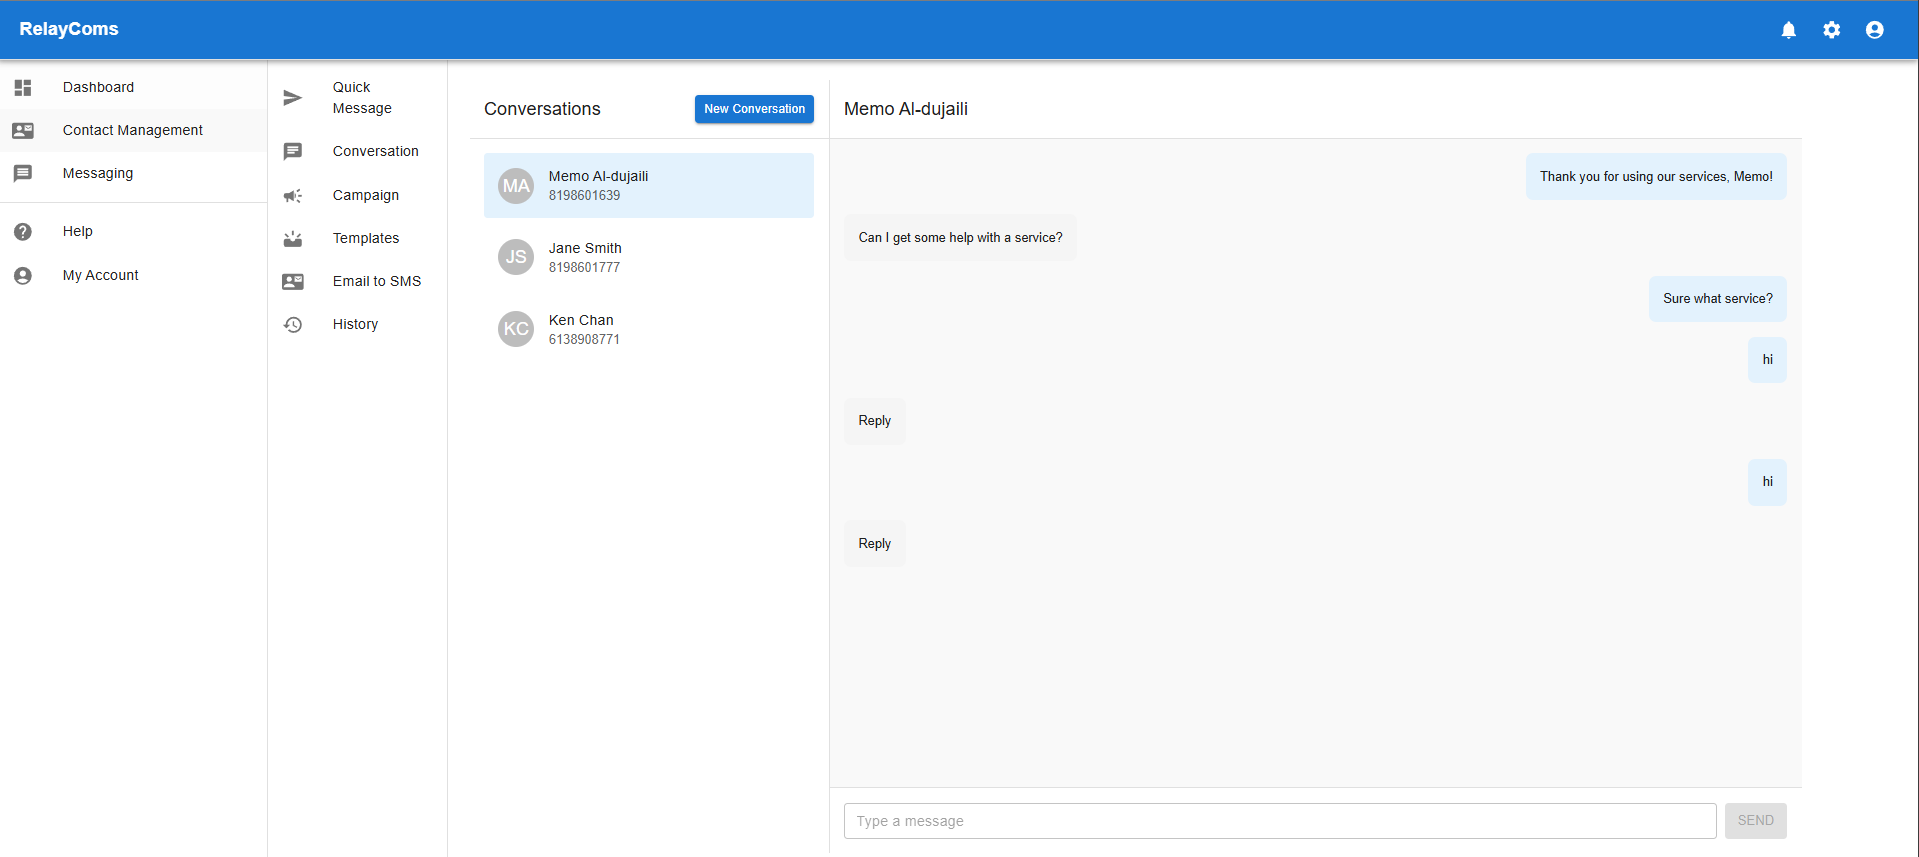 RelayComs
Dashboard
Contact Management
Messaging
Help
My Account
Quick
Message
Conversation
Campaign
Templates
Email to SMS
History
Conversations
New Conversation
MA
Memo Al-dujaili
8198601639
JS
Jane Smith
8198601777
KC
Ken Chan
6138908771
Memo Al-dujaili
Thank you for using our services, Memo!
Can I get some help with a service?
Sure what service?
hi
Reply
hi
Reply
Type a message
SEND